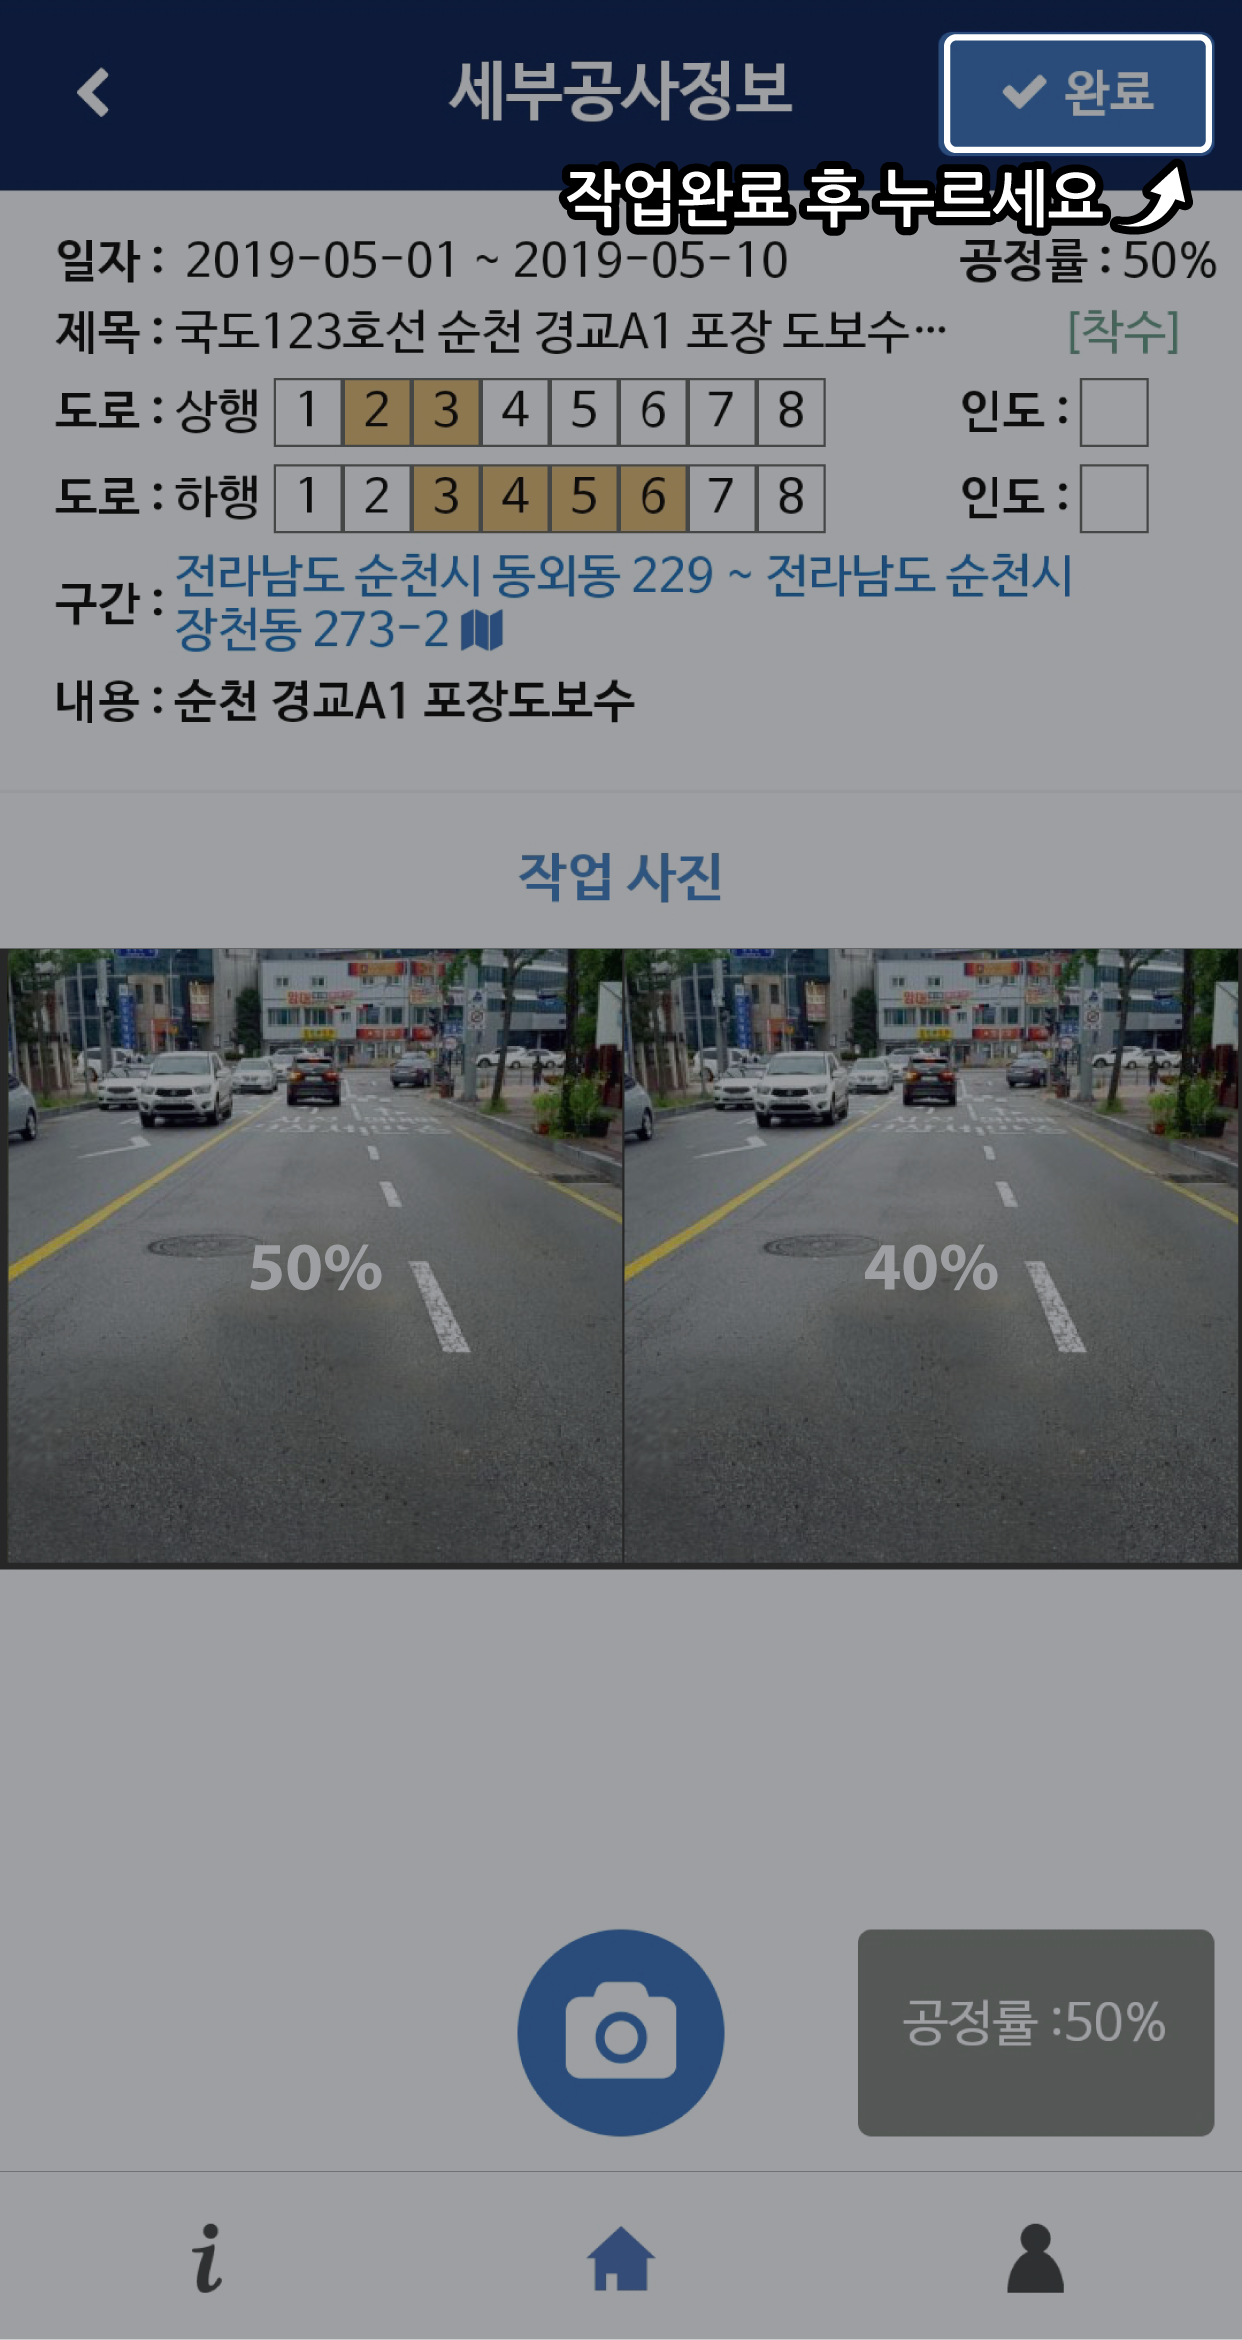 세부공사정보
완료
작업완료 후 누르세요
일자 : 2019-05-01 ~ 2019-05-10 공정률 : 50%
제목 : 국도123호선 순천 경교A1 포장 도보수… [착수]
도로 : 상행 1 2 3 4 5 6 7 8 인도 :
도로 : 하행 1 2 3 4 5 6 7 8 인도 :
구간 : 전라남도 순천시 동외동 229 ~ 전라남도 순천시
장천동 273-2
내용 : 순천 경교A1 포장도보수
작업 사진
50% 40%
공정률 :50%